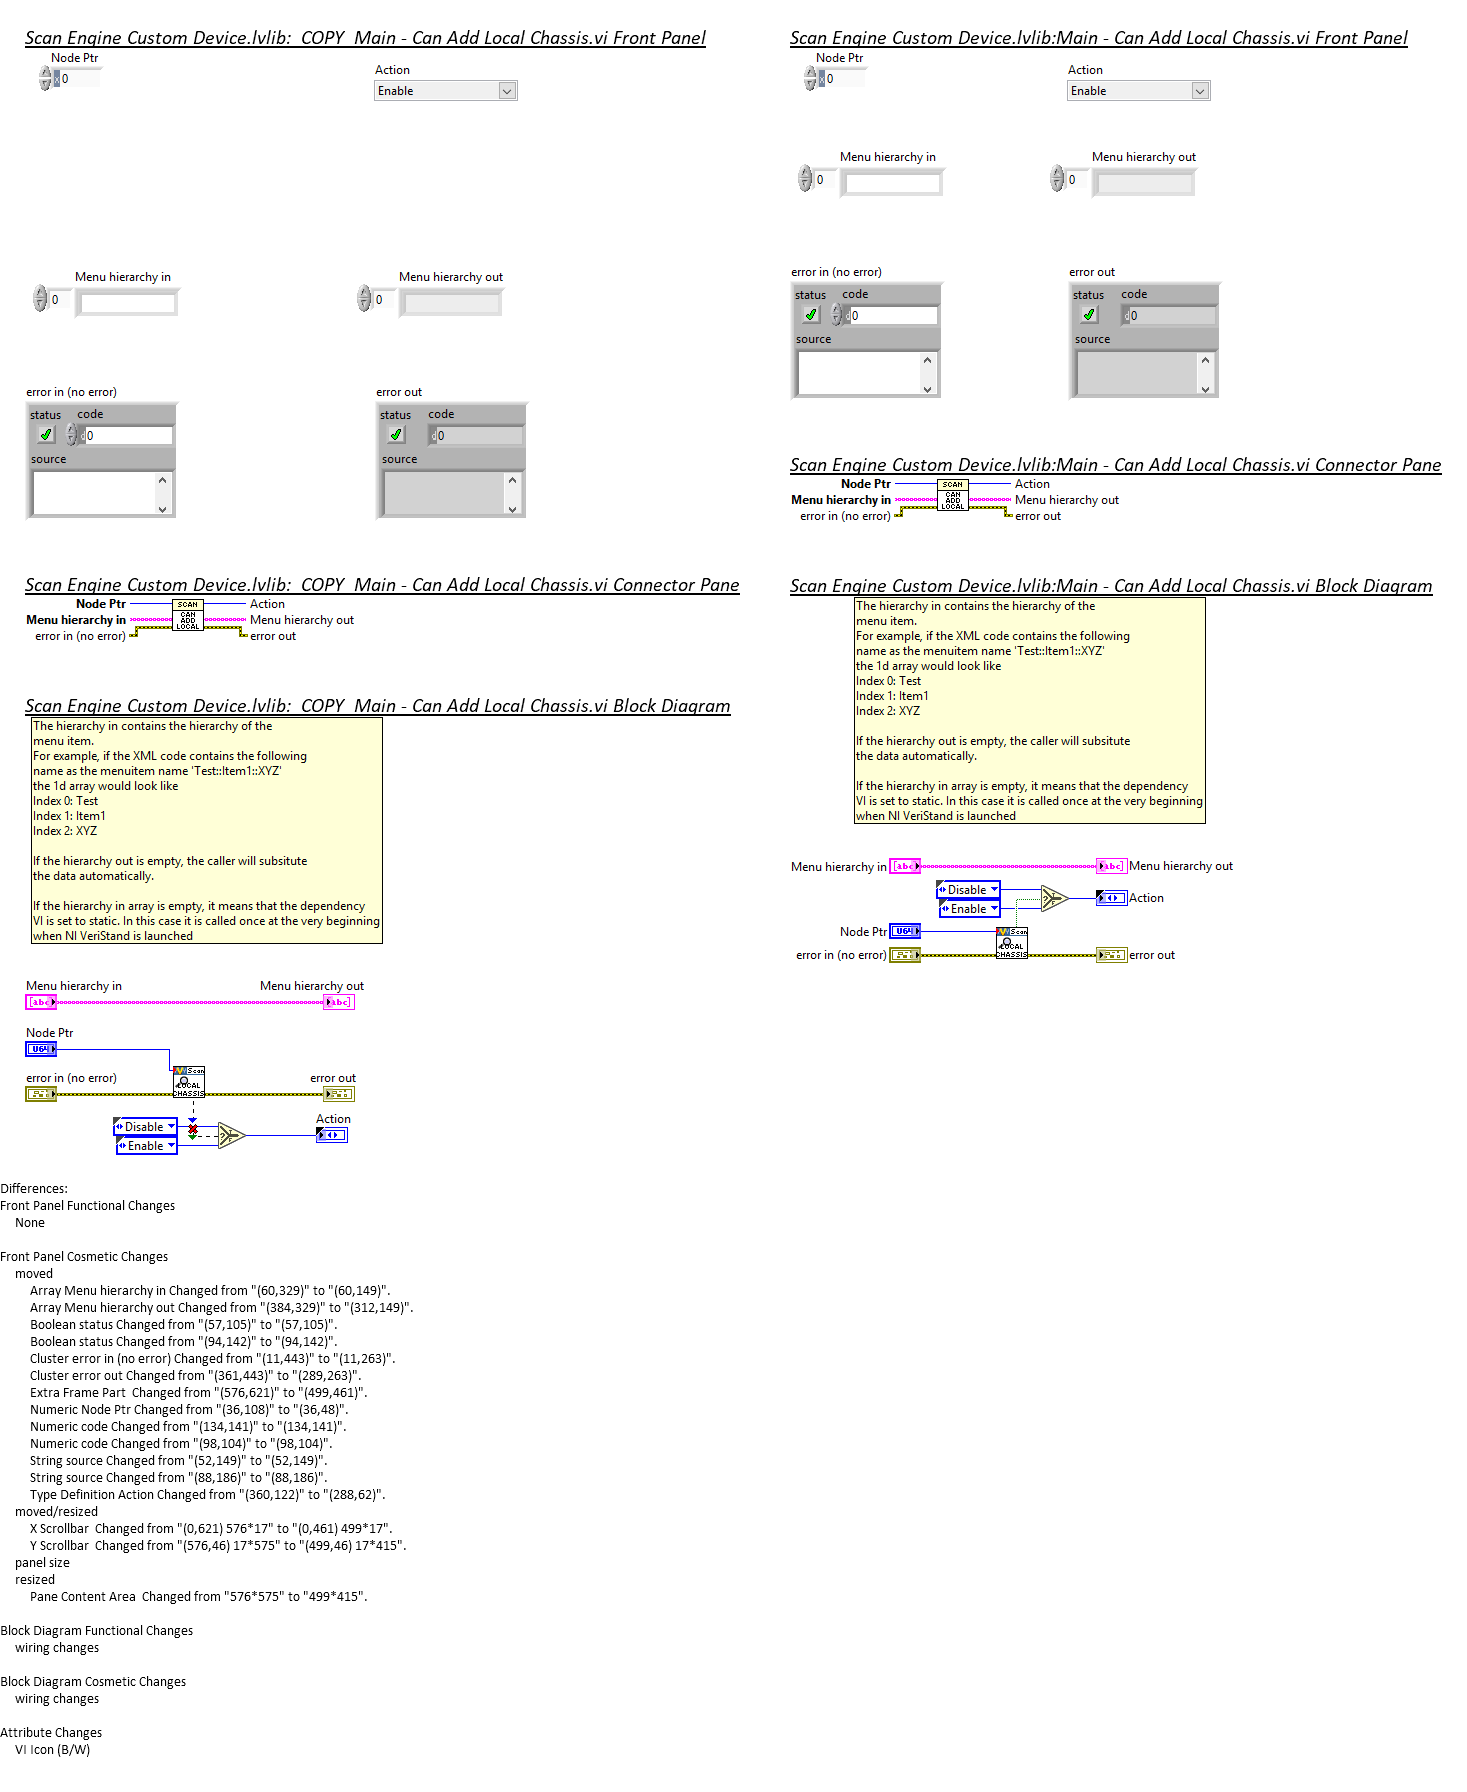 Scan Engine Custom Device.lvlib:  COPY  Main - Can Add Local Chassis.vi Front Panel
Node Ptr
x 0
Action
Enable
Menu hierarchy in
0
Menu hierarchy out
0
error in (no error)
status
code
d 0
source
error out
status
code
d 0
source
Scan Engine Custom Device.lvlib:  COPY  Main - Can Add Local Chassis.vi Connector Pane
Node Ptr
Menu hierarchy in
error in (no error)
SCAN
CAN
ADD
LOCAL
Action
Menu hierarchy out
error out
Scan Engine Custom Device.lvlib:  COPY  Main - Can Add Local Chassis.vi Block Diagram
The hierarchy in contains the hierarchy of the
menu item.
For example, if the XML code contains the following
name as the menuitem name 'Test::Item1::XYZ'
the 1d array would look like
Index 0: Test
Index 1: Item1
Index 2: XYZ
If the hierarchy out is empty, the caller will subsitute
the data automatically.
If the hierarchy in array is empty, it means that the dependency
VI is set to static. In this case it is called once at the very beginning
when NI VeriStand is launched
Menu hierarchy in
[abc]
Menu hierarchy out
abc]
Node Ptr
U64
Scan
LOCAL
CHASSIS
error in (no error)
error out
Disable
Enable
?
T
F
Action
Scan Engine Custom Device.lvlib:Main - Can Add Local Chassis.vi Front Panel
Node Ptr
x 0
Action
Enable
Menu hierarchy in
0
Menu hierarchy out
0
error in (no error)
status
code
d 0
source
error out
status
code
d 0
source
Scan Engine Custom Device.lvlib:Main - Can Add Local Chassis.vi Connector Pane
Node Ptr
Menu hierarchy in
error in (no error)
SCAN
CAN
ADD
LOCAL
Action
Menu hierarchy out
error out
Scan Engine Custom Device.lvlib:Main - Can Add Local Chassis.vi Block Diagram
The hierarchy in contains the hierarchy of the
menu item.
For example, if the XML code contains the following
name as the menuitem name 'Test::Item1::XYZ'
the 1d array would look like
Index 0: Test
Index 1: Item1
Index 2: XYZ
If the hierarchy out is empty, the caller will subsitute
the data automatically.
If the hierarchy in array is empty, it means that the dependency
VI is set to static. In this case it is called once at the very beginning
when NI VeriStand is launched
Menu hierarchy in
[abc
abc]
Menu hierarchy out
Disable
Enable
?
T
F
Action
Node Ptr
U64
Scan
LOCAL
CHASSIS
error in (no error)
error out
Differences:
Front Panel Functional Changes
None
Front Panel Cosmetic Changes
moved
Array Menu hierarchy in Changed from "(60,329)" to "(60,149)".
Array Menu hierarchy out Changed from "(384,329)" to "(312,149)".
Boolean status Changed from "(57,105)" to "(57,105)".
Boolean status Changed from "(94,142)" to "(94,142)".
Cluster error in (no error) Changed from "(11,443)" to "(11,263)".
Cluster error out Changed from "(361,443)" to "(289,263)".
Extra Frame Part  Changed from "(576,621)" to "(499,461)".
Numeric Node Ptr Changed from "(36,108)" to "(36,48)".
Numeric code Changed from "(134,141)" to "(134,141)".
Numeric code Changed from "(98,104)" to "(98,104)".
String source Changed from "(52,149)" to "(52,149)".
String source Changed from "(88,186)" to "(88,186)".
Type Definition Action Changed from "(360,122)" to "(288,62)".
moved/resized
X Scrollbar  Changed from "(0,621) 576*17" to "(0,461) 499*17".
Y Scrollbar  Changed from "(576,46) 17*575" to "(499,46) 17*415".
panel size
resized
Pane Content Area  Changed from "576*575" to "499*415".
Block Diagram Functional Changes
wiring changes
Block Diagram Cosmetic Changes
wiring changes
Attribute Changes
VI Icon (B/W)